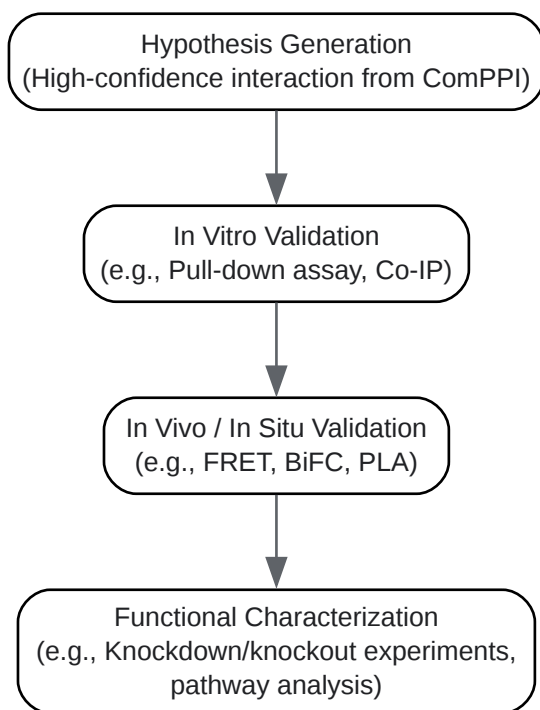 Hypothesis Generation
(High-confidence interaction from ComPPI)
In Vitro Validation
(e.g., Pull-down assay, Co-IP)
In Vivo / In Situ Validation
(e.g., FRET, BiFC, PLA)
Functional Characterization
(e.g., Knockdown/knockout experiments,
pathway analysis)